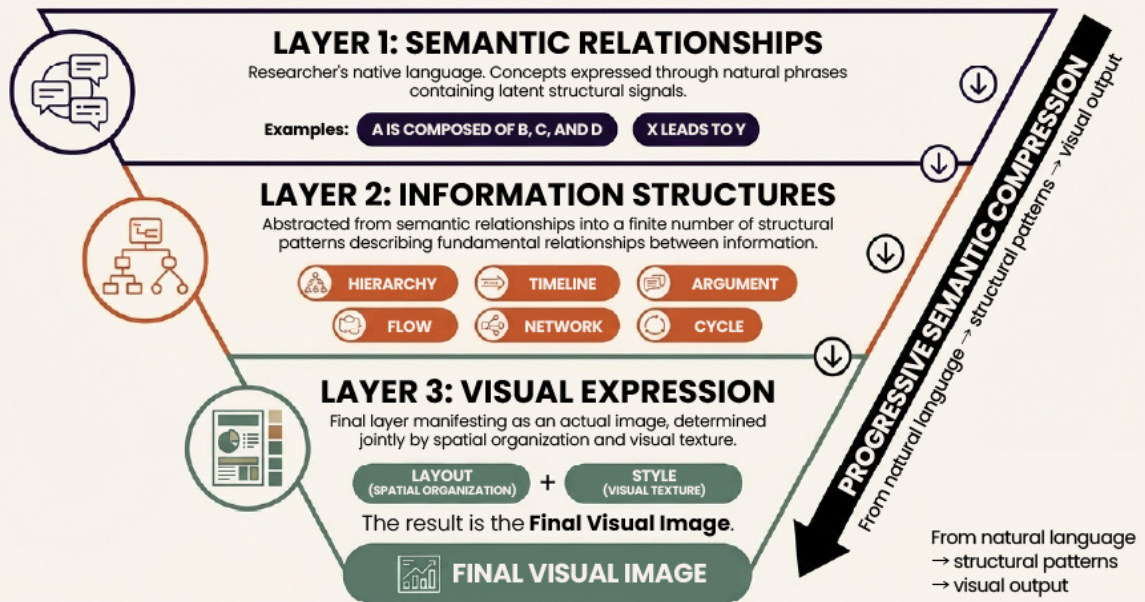 LAYER 1: SEMANTIC RELATIONSHIPS
Researcher's native language. Concepts expressed through natural phrases
containing latent structural signals.
Examples: A IS COMPOSED OF B, C, AND D X LEADS TO Y
LAYER 2: INFORMATION STRUCTURES
Abstracted from semantic relationships into a finite number of structural
patterns describing fundamental relationships between information.
HIERARCHY TIMELINE ARGUMENT
FLOW NETWORK CYCLE
LAYER 3: VISUAL EXPRESSION
Final layer manifesting as an actual image, determined
jointly by spatial organization and visual texture.
LAYOUT
(SPATIAL ORGANIZATION)
+
STYLE
(VISUAL TEXTURE)
The result is the Final Visual Image.
FINAL VISUAL IMAGE
PROGRESSIVE SEMANTIC COMPRESSION
From natural language → structural patterns → visual output
From natural language
→ structural patterns
→ visual output